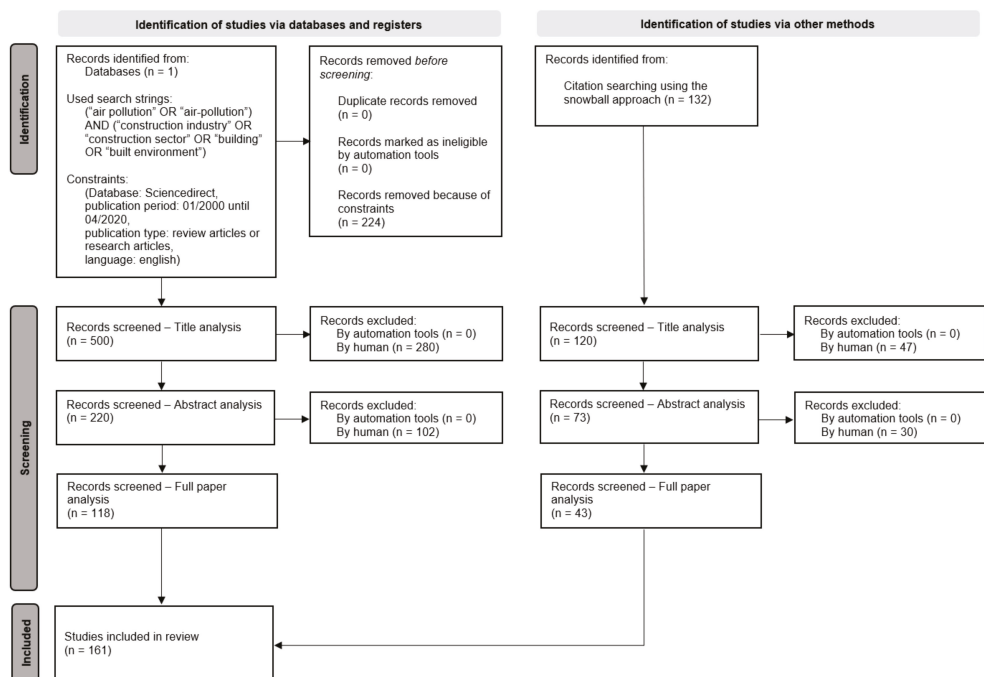 Identification of studies via databases and registers
Identification of studies via other methods
Identification
Records identified from:
Databases (n = 1)
Used search strings:
("air pollution" OR "air-pollution")
AND ("construction industry" OR
"construction sector" OR "building"
OR "built environment")
Constraints:
(Database: Sciencedirect,
publication period: 01/2000 until
04/2020,
publication type: review articles or
research articles,
language: english)
Records removed before
screening:
Duplicate records removed
(n = 0)
Records marked as ineligible
by automation tools
(n = 0)
Records removed because of
constraints
(n = 224)
Records identified from:
Citation searching using the
snowball approach (n = 132)
Screening
Records screened – Title analysis
(n = 500)
Records excluded:
By automation tools (n = 0)
By human (n = 280)
Records screened – Title analysis
(n = 120)
Records excluded:
By automation tools (n = 0)
By human (n = 47)
Records screened – Abstract analysis
(n = 220)
Records excluded:
By automation tools (n = 0)
By human (n = 102)
Records screened – Abstract analysis
(n = 73)
Records excluded:
By automation tools (n = 0)
By human (n = 30)
Records screened – Full paper
analysis
(n = 118)
Records screened – Full paper
analysis
(n = 43)
Included
Studies included in review
(n = 161)